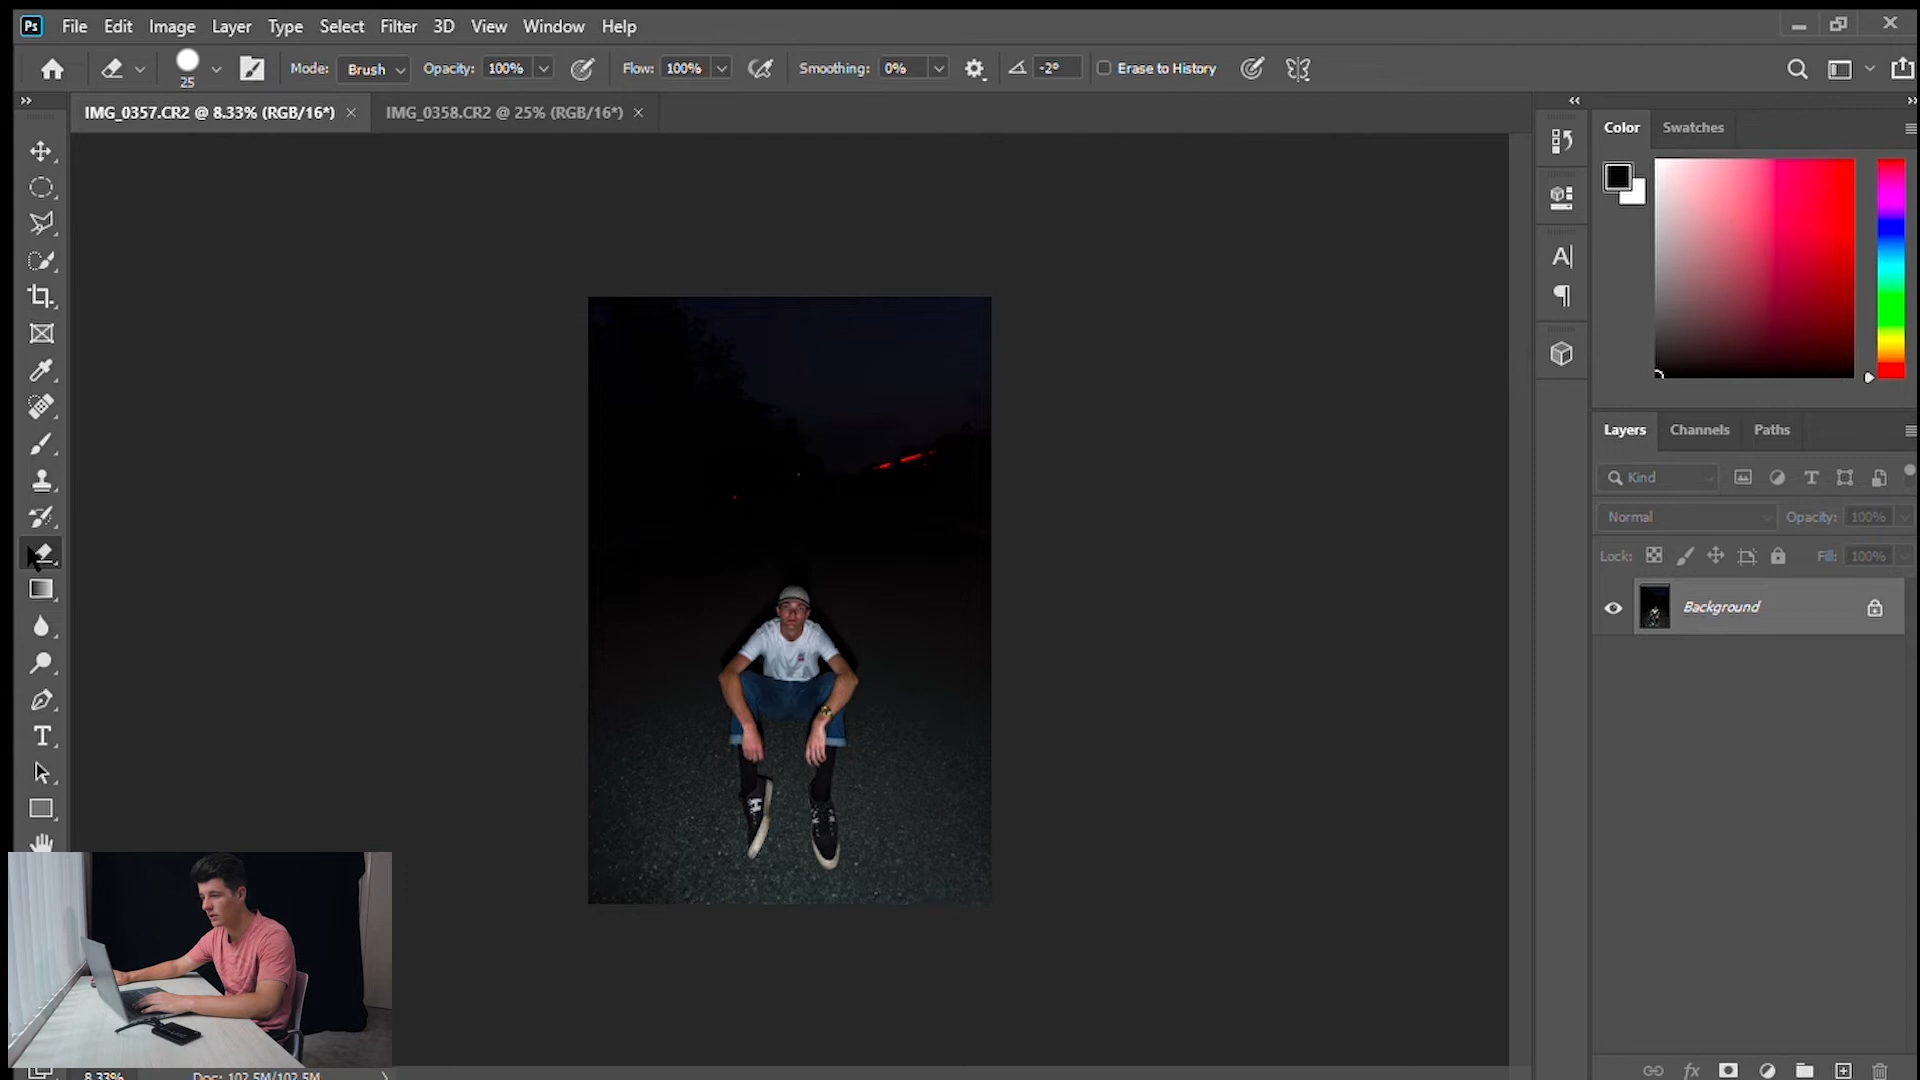 Ps File Edit Image Layer Type Select Filter 3D View Window Help
25 Mode: Brush Opacity: 100% Flow: 100% Smoothing: 0% -2° Erase to History
IMG_0357.CR2 @ 8.33% (RGB/16*) × IMG_0358.CR2 @ 25% (RGB/16*) ×
Color Swatches
Layers Channels Paths
Kind
Normal Opacity: 100%
Lock: Fill: 100%
Background
8.33% Doc: 102.5M/102.5M